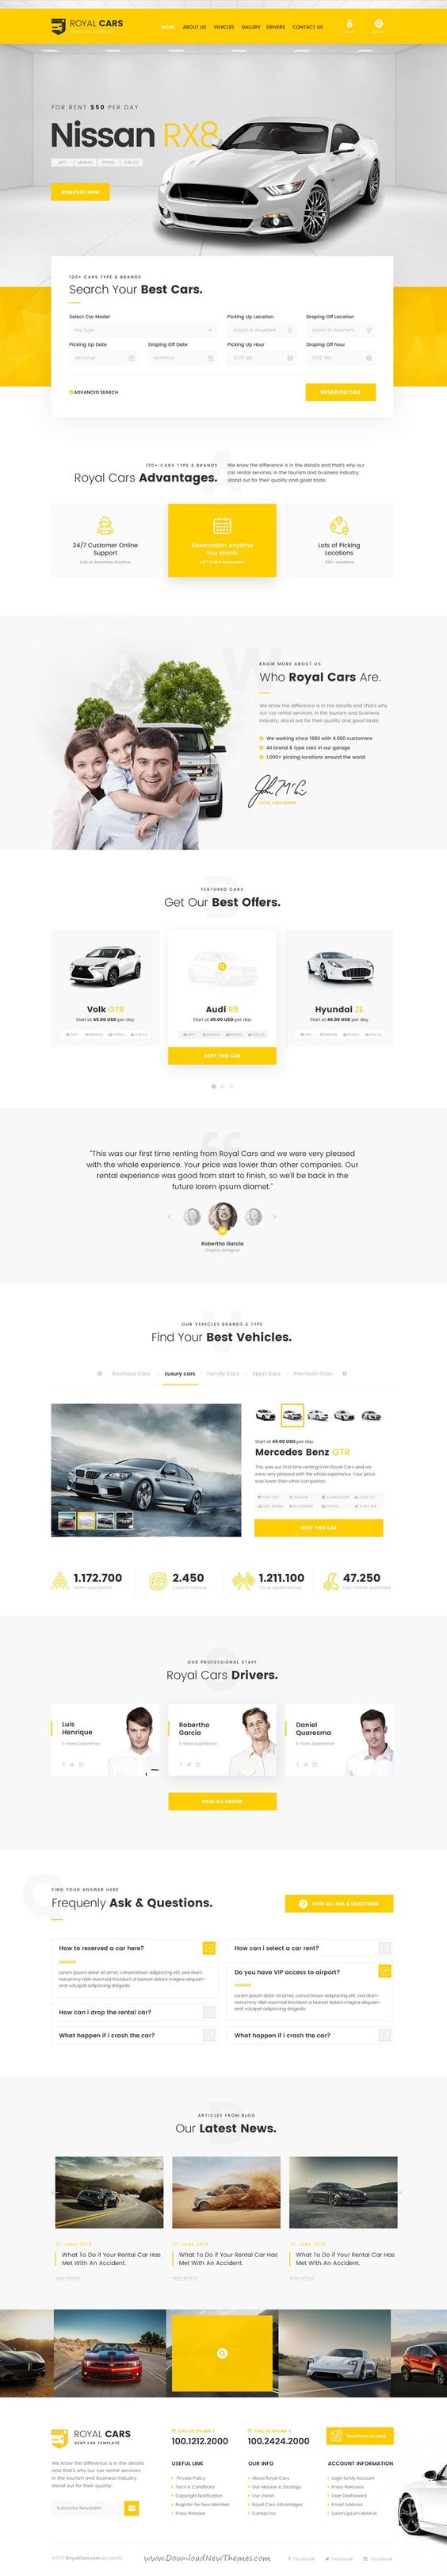 ROYAL CARS
RENT CAR TEMPLATE
HOME
ABOUT US
VEHICLES
GALLERY
DRIVERS
CONTACT US
FOR RENT $50 PER DAY
Nissan RX8
RESERVED NOW
120+ CARS TYPE & BRANDS
Search Your Best Cars.
Select Car Model
Picking Up Location
Droping Off Location
Any Type
Airport or Anywhere
Airport or Anywhere
Picking Up Date
Droping Off Date
Picking Up Hour
Droping Off hour
ADVANCED SEARCH
RESERVED CAR
120+ CARS TYPE & BRANDS
Royal Cars Advantages.
We know the difference is in the details and that's why our
car rental services, in the tourism and business industry,
stand out for their quality and good taste.
24/7 Customer Online
Support
Call us Anywhere Anytime
Reservation Anytime
You Wants
24/7 Online Reservation
Lots of Picking
Locations
250+ Locations
KNOW MORE ABOUT US
Who Royal Cars Are.
We know the difference is in the details and that's why
our car rental services, in the tourism and business
industry, stand out for their quality and good taste.
We working since 1980 with 4.000 customers
All brand & type cars in our garage
1.000+ picking locations around the world
FEATURED CARS
Get Our Best Offers.
Volk GTR
Start at 45.00 USD per day
Audi R8
Start at 45.00 USD per day
Hyundai ZE
Start at 45.00 USD per day
RENT THIS CAR
"This was our first time renting from Royal Cars and we were very pleased
with the whole experience. Your price was lower than other companies. Our
rental experience was good from start to finish, so we'll be back in the
future lorem ipsum diamet."
Robertho Garcia
Graphic Designer
OUR VEHICLES BRANDS & TYPE
Find Your Best Vehicles.
Business Cars
Luxury cars
Family Cars
Sport Cars
Premium Cars
Start at 45.00 USD per day
Mercedes Benz GTR
This was our first time renting from Royal Cars and we
were very pleased with the whole experience. Your price
was lower than other companies.
RENT THIS CAR
1.172.700
HAPPY CUSTOMERS
2.450
CARS IN GARAGE
1.211.100
47.250
OUR PROFESSIONAL STAFF
Royal Cars Drivers.
Luis
Henrique
5 Years Experience
Robertho
Garcia
5 Years Experience
Daniel
Quaresma
5 Years Experience
VIEW ALL DRIVER
FIND YOUR ANSWER HERE
Frequenly Ask & Questions.
VIEW ALL ASK & QUESTIONS
How to reserved a car here?
ANSWER
Lorem ipsum dolor sit amet, consectetuer adipiscing elit, sed diam
nonummy nibh euismod tincidunt ut laoreet dolore magna aliquam
erat volutpat adipiscing dolgedo.
How can i drop the rental car?
What happen if i crash the car?
How can i select a car rent?
Do you have VIP access to airport?
ANSWER
Lorem ipsum dolor sit amet, consectetuer adipiscing elit, sed diam
nonummy nibh euismod tincidunt ut laoreet dolore magna aliquam
erat volutpat adipiscing dolgedo.
What happen if i crash the car?
ARTICLES FROM BLOG
Our Latest News.
27 JUNE 2016
What To Do if Your Rental Car Has
Met With An Accident.
27 JUNE 2016
What To Do if Your Rental Car Has
Met With An Accident.
27 JUNE 2016
What To Do if Your Rental Car Has
Met With An Accident.
ROYAL CARS
RENT CAR TEMPLATE
We know the difference is in the details
and that's why our car rental services,
in the tourism and business industry,
stand out for their quality and good
taste.
Subscribe Newsletter
100.1212.2000
100.2424.2000
USEFUL LINK
Private Policy
Term & Conditions
Copyright Notification
Register for New Member
Press Release
OUR INFO
About Royal Cars
Our Mission & Strategy
Our Vision
Royal Cars Advantages
Contact Us
ACCOUNT INFORMATION
Login to My Account
Press Releases
User Dashboard
Email Address
Lorem ipsum dolorsit
www.DownloadNewThemes.com
Facebook
Facebook
Facebook